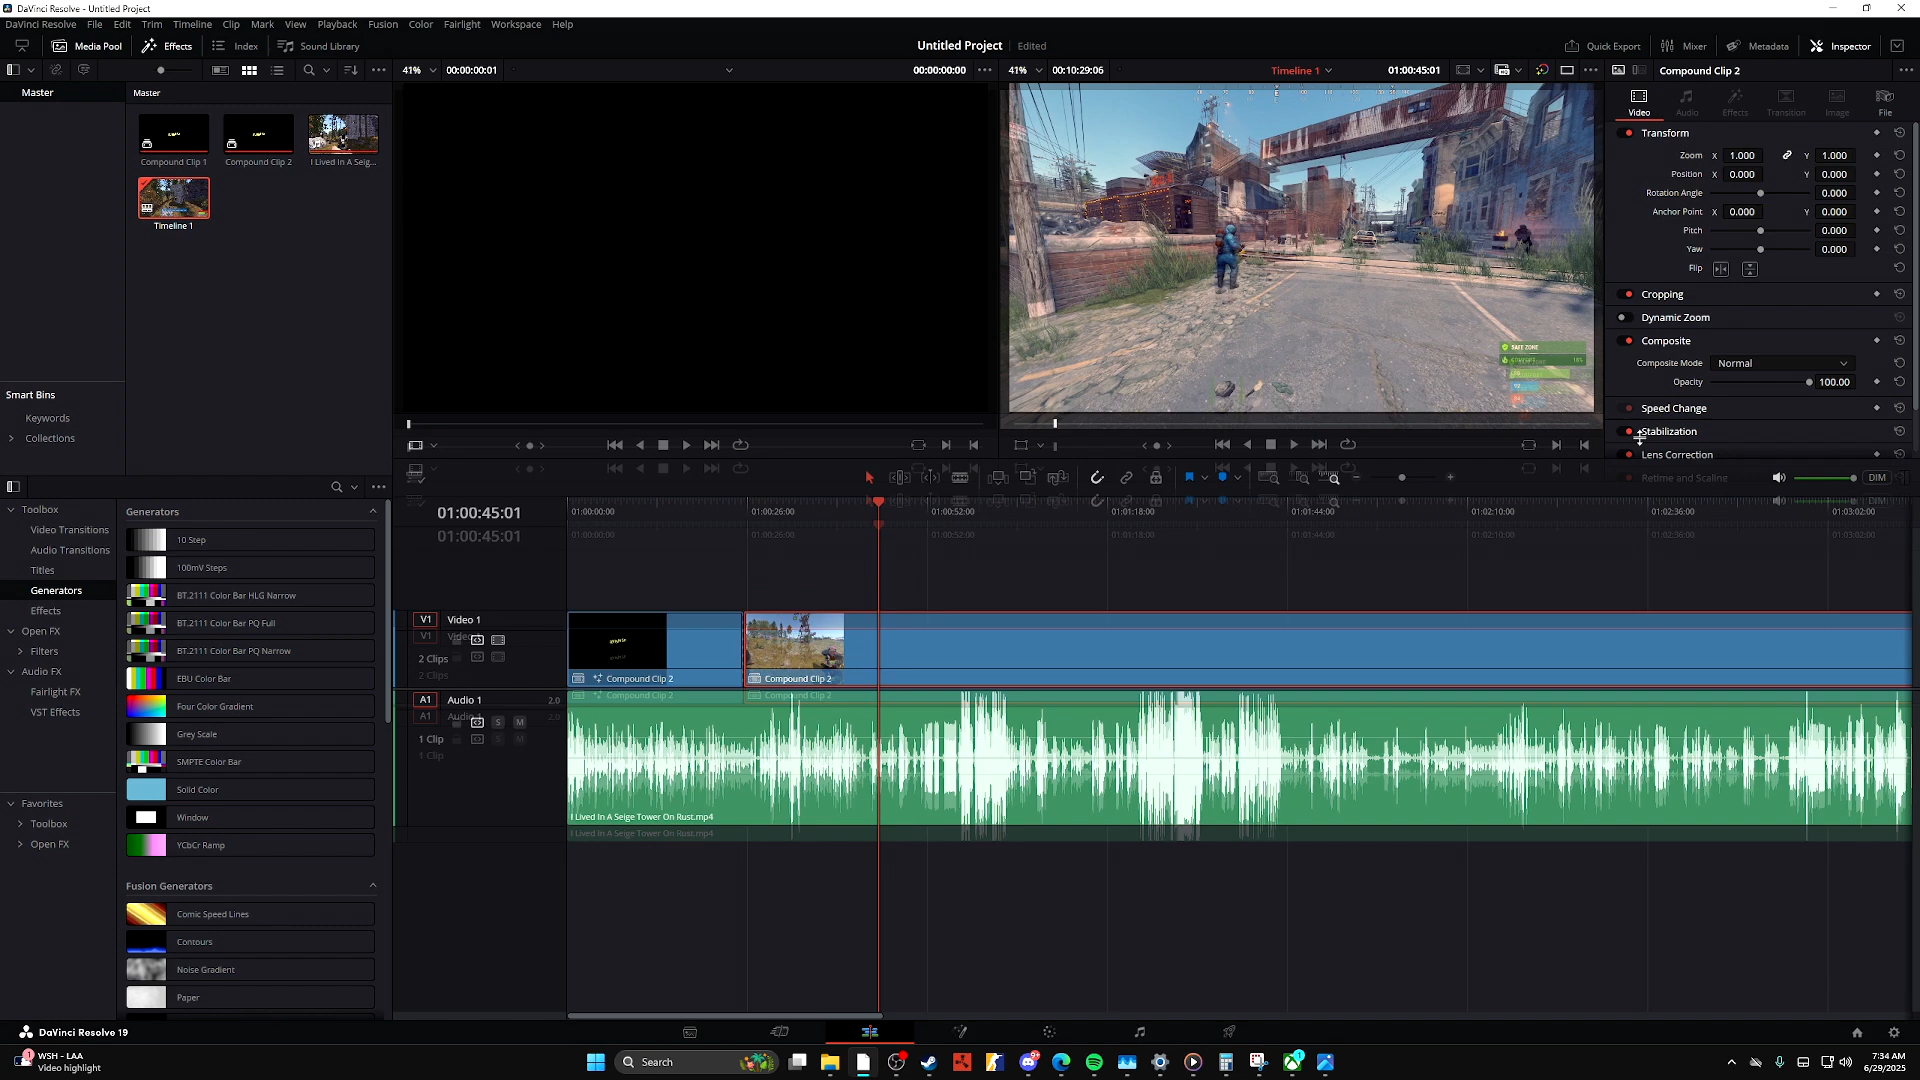 DaVinci Resolve - Untitled Project
DaVinci Resolve File Edit Trim Timeline Clip Mark View Playback Fusion Color Fairlight Workspace Help
Media Pool Effects Index Sound Library Untitled Project Edited Quick Export Mixer Metadata Inspector
41% 00:00:00:01 00:00:00:00 41% 00:10:29:06 Timeline 1 01:00:45:01 Compound Clip 2
Master Master
Video Audio Effects Transition Image File
Compound Clip 1 Compound Clip 2 I Lived In A Seig...
Timeline 1
Transform
Zoom X 1.000 Y 1.000
Position X 0.000 Y 0.000
Rotation Angle 0.000
Anchor Point X 0.000 Y 0.000
Pitch 0.000
Yaw 0.000
Flip
Cropping
Dynamic Zoom
Composite
Composite Mode Normal
Opacity 100.00
Speed Change
Stabilization
Lens Correction
Retime and Scaling
SAFE ZONE
Smart Bins
Keywords
Collections
DIM
Toolbox
Video Transitions
Audio Transitions
Titles
Generators
Effects
Open FX
Filters
Audio FX
Fairlight FX
VST Effects
Favorites
Toolbox
Open FX
Generators
10 Step
100mV Steps
BT.2111 Color Bar HLG Narrow
BT.2111 Color Bar PQ Full
BT.2111 Color Bar PQ Narrow
EBU Color Bar
Four Color Gradient
Grey Scale
SMPTE Color Bar
Solid Color
Window
YCbCr Ramp
Fusion Generators
Comic Speed Lines
Contours
Noise Gradient
Paper
01:00:45:01 01:00:00:00 01:00:26:00 01:00:52:00 01:01:18:00 01:01:44:00 01:02:10:00 01:02:36:00 01:03:02:00
01:00:45:01 01:00:00:00 01:00:26:00 01:00:52:00 01:01:18:00 01:01:44:00 01:02:10:00 01:02:36:00 01:03:02:00
V1 Video 1
V1
2 Clips
2 Clips
Compound Clip 2 Compound Clip 2
Compound Clip 2 Compound Clip 2
A1 Audio 1 2.0
A1 2.0
S M
1 Clip S M
1 Clip
I Lived In A Seige Tower On Rust.mp4
I Lived In A Seige Tower On Rust.mp4
DaVinci Resolve 19
1 WSH - LAA
Video highlight
Search
7:34 AM
6/29/2025